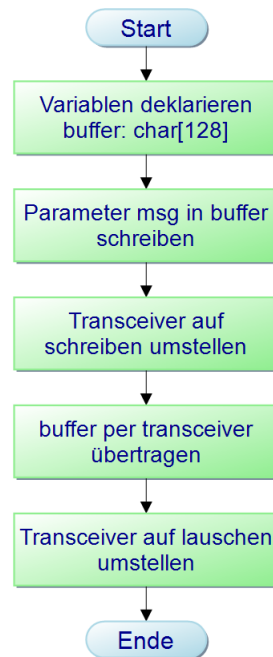 Start
Variablen deklarieren
buffer: char[128]
Parameter msg in buffer
schreiben
Transceiver auf
schreiben umstellen
buffer per transceiver
übertragen
Transceiver auf lauschen
umstellen
Ende